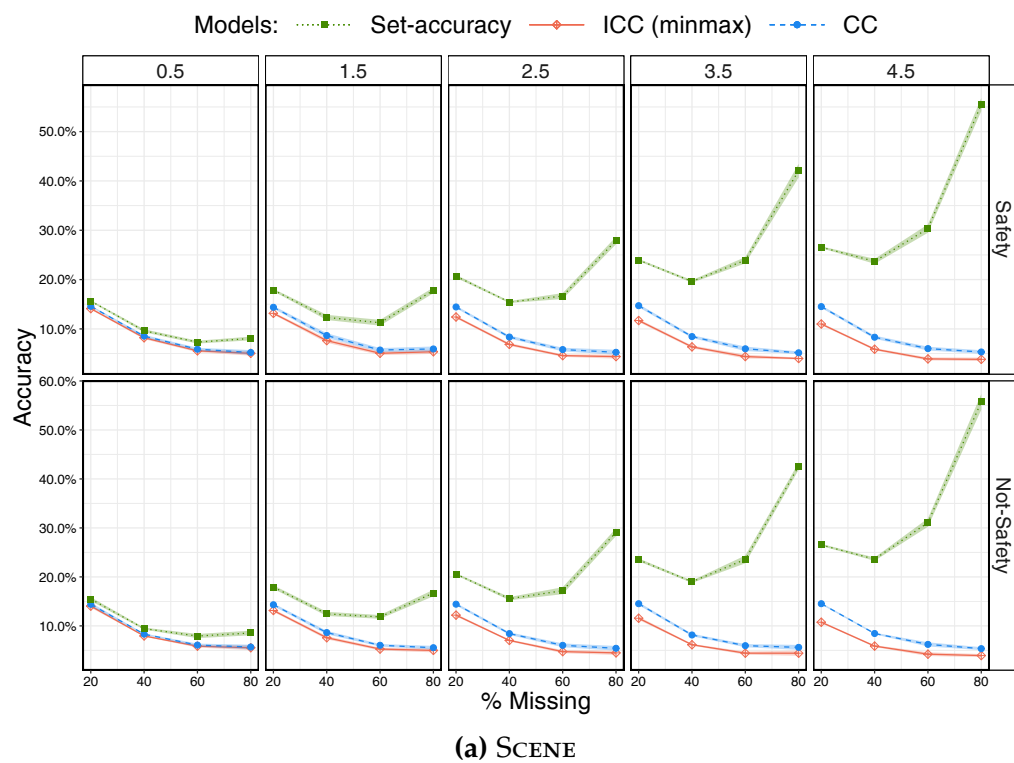 Models: Set-accuracy ICC (minmax) CC
0.5 1.5 2.5 3.5 4.5
50.0%
40.0%
30.0%
20.0%
10.0%
Safety
Accuracy
60.0%
50.0%
40.0%
30.0%
20.0%
10.0%
Not-Safety
20 40 60 80 20 40 60 80 20 40 60 80 20 40 60 80 20 40 60 80
% Missing
(a) SCENE